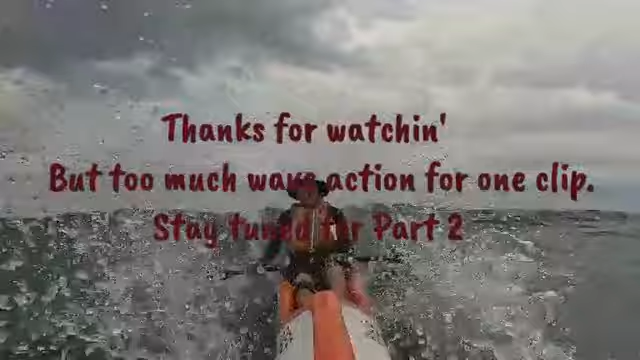 Thanks for watchin'
But too much wave action for one clip.
Stay tuned for Part 2